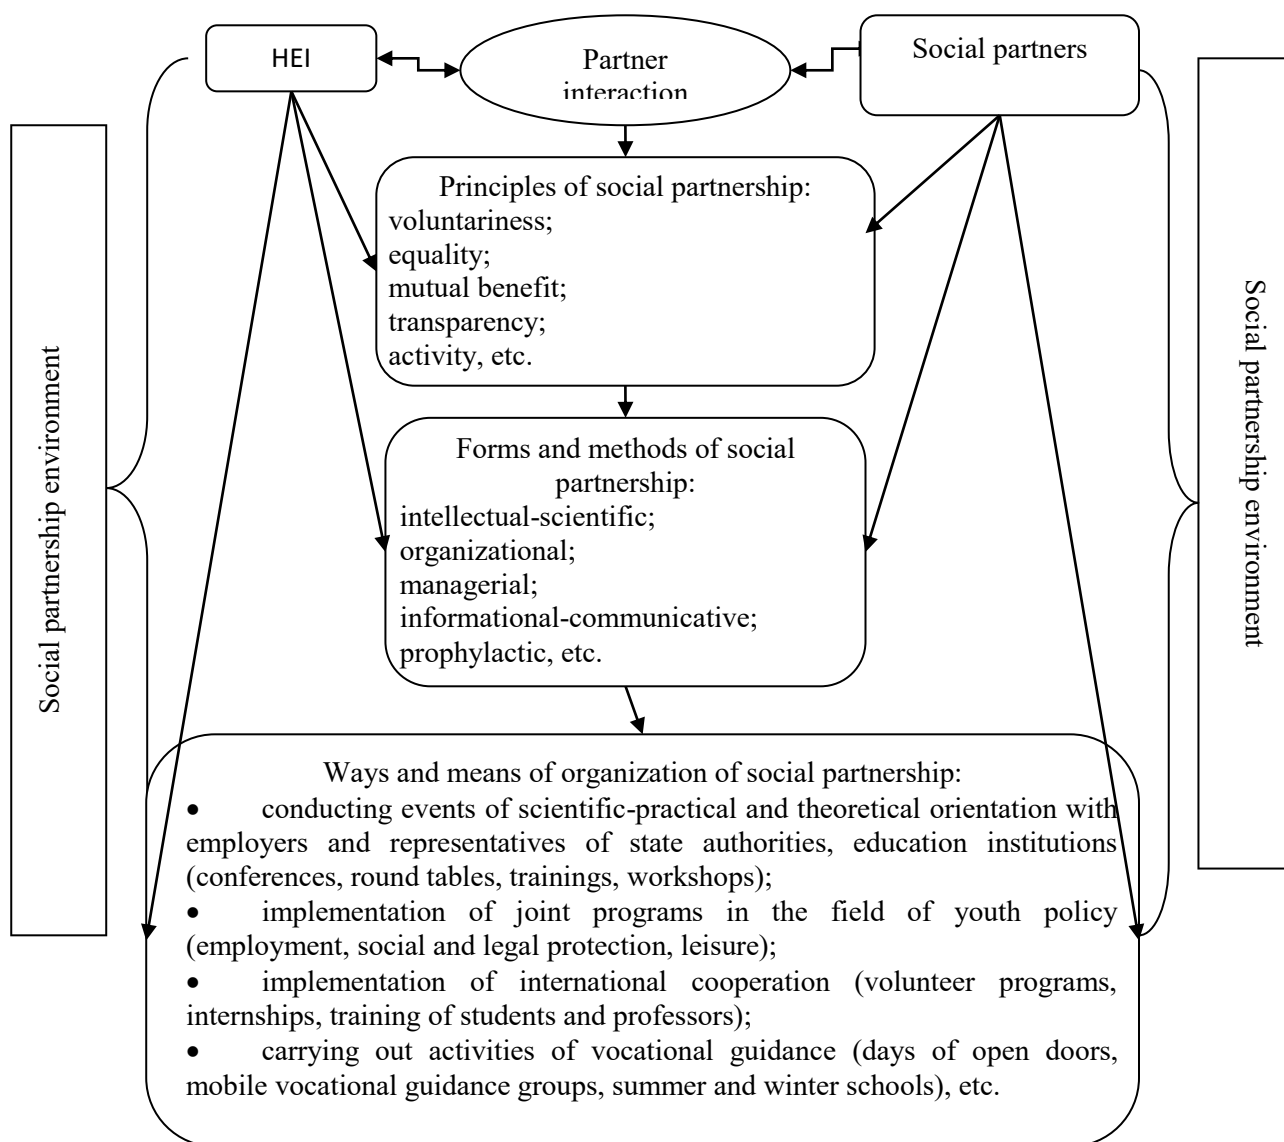 HEI
Partner
interaction
Social partners
Social partnership environment
Principles of social partnership:
voluntariness;
equality;
mutual benefit;
transparency;
activity, etc.
Social partnership environment
Forms and methods of social
partnership:
intellectual-scientific;
organizational;
managerial;
informational-communicative;
prophylactic, etc.
Ways and means of organization of social partnership:
• conducting events of scientific-practical and theoretical orientation with
employers and representatives of state authorities, education institutions
(conferences, round tables, trainings, workshops);
• implementation of joint programs in the field of youth policy
(employment, social and legal protection, leisure);
• implementation of international cooperation (volunteer programs,
internships, training of students and professors);
• carrying out activities of vocational guidance (days of open doors,
mobile vocational guidance groups, summer and winter schools), etc.